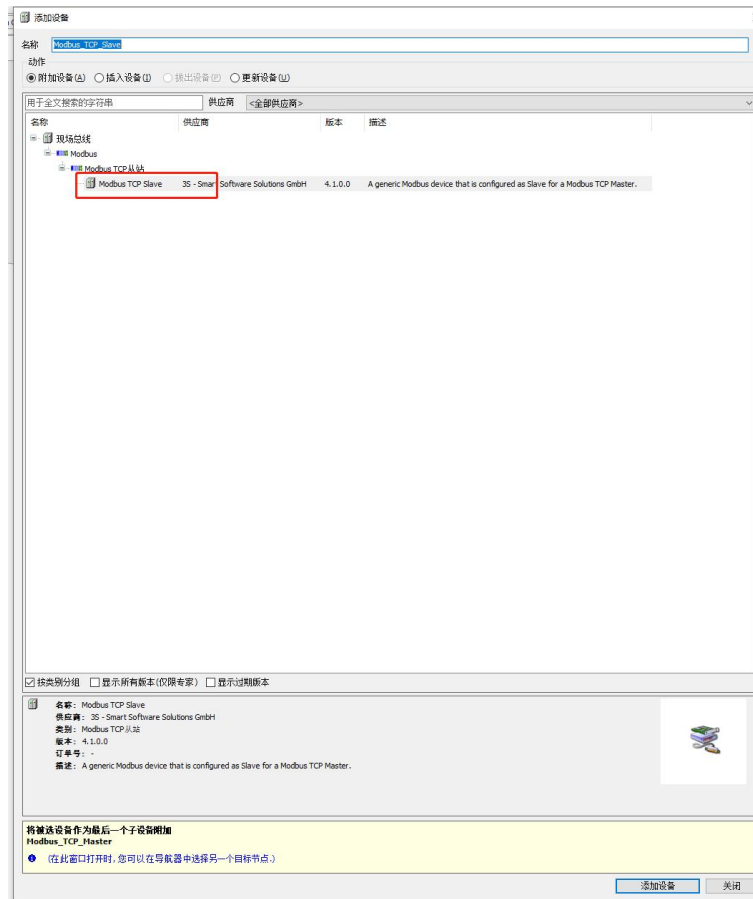 添加设备
名称 Modbus_TCP_Slave
动作
附加设备(A) 插入设备(I) 拔出设备(P) 更新设备(U)
用于全文搜索的字符串 供应商 <全部供应商>
名称 供应商 版本 描述
现场总线
Modbus
Modbus TCP从站
Modbus TCP Slave 3S - Smart Software Solutions GmbH 4.1.0.0 A generic Modbus device that is configured as Slave for a Modbus TCP Master.
按类别分组 显示所有版本(仅限专家) 显示过期版本
名称: Modbus TCP Slave
供应商: 3S - Smart Software Solutions GmbH
类别: Modbus TCP从站
版本: 4.1.0.0
订单号: -
描述: A generic Modbus device that is configured as Slave for a Modbus TCP Master.
将被选设备作为最后一个子设备附加
Modbus_TCP_Master
(在此窗口打开时,您可以在导航器中选择另一个目标节点.)
添加设备 关闭